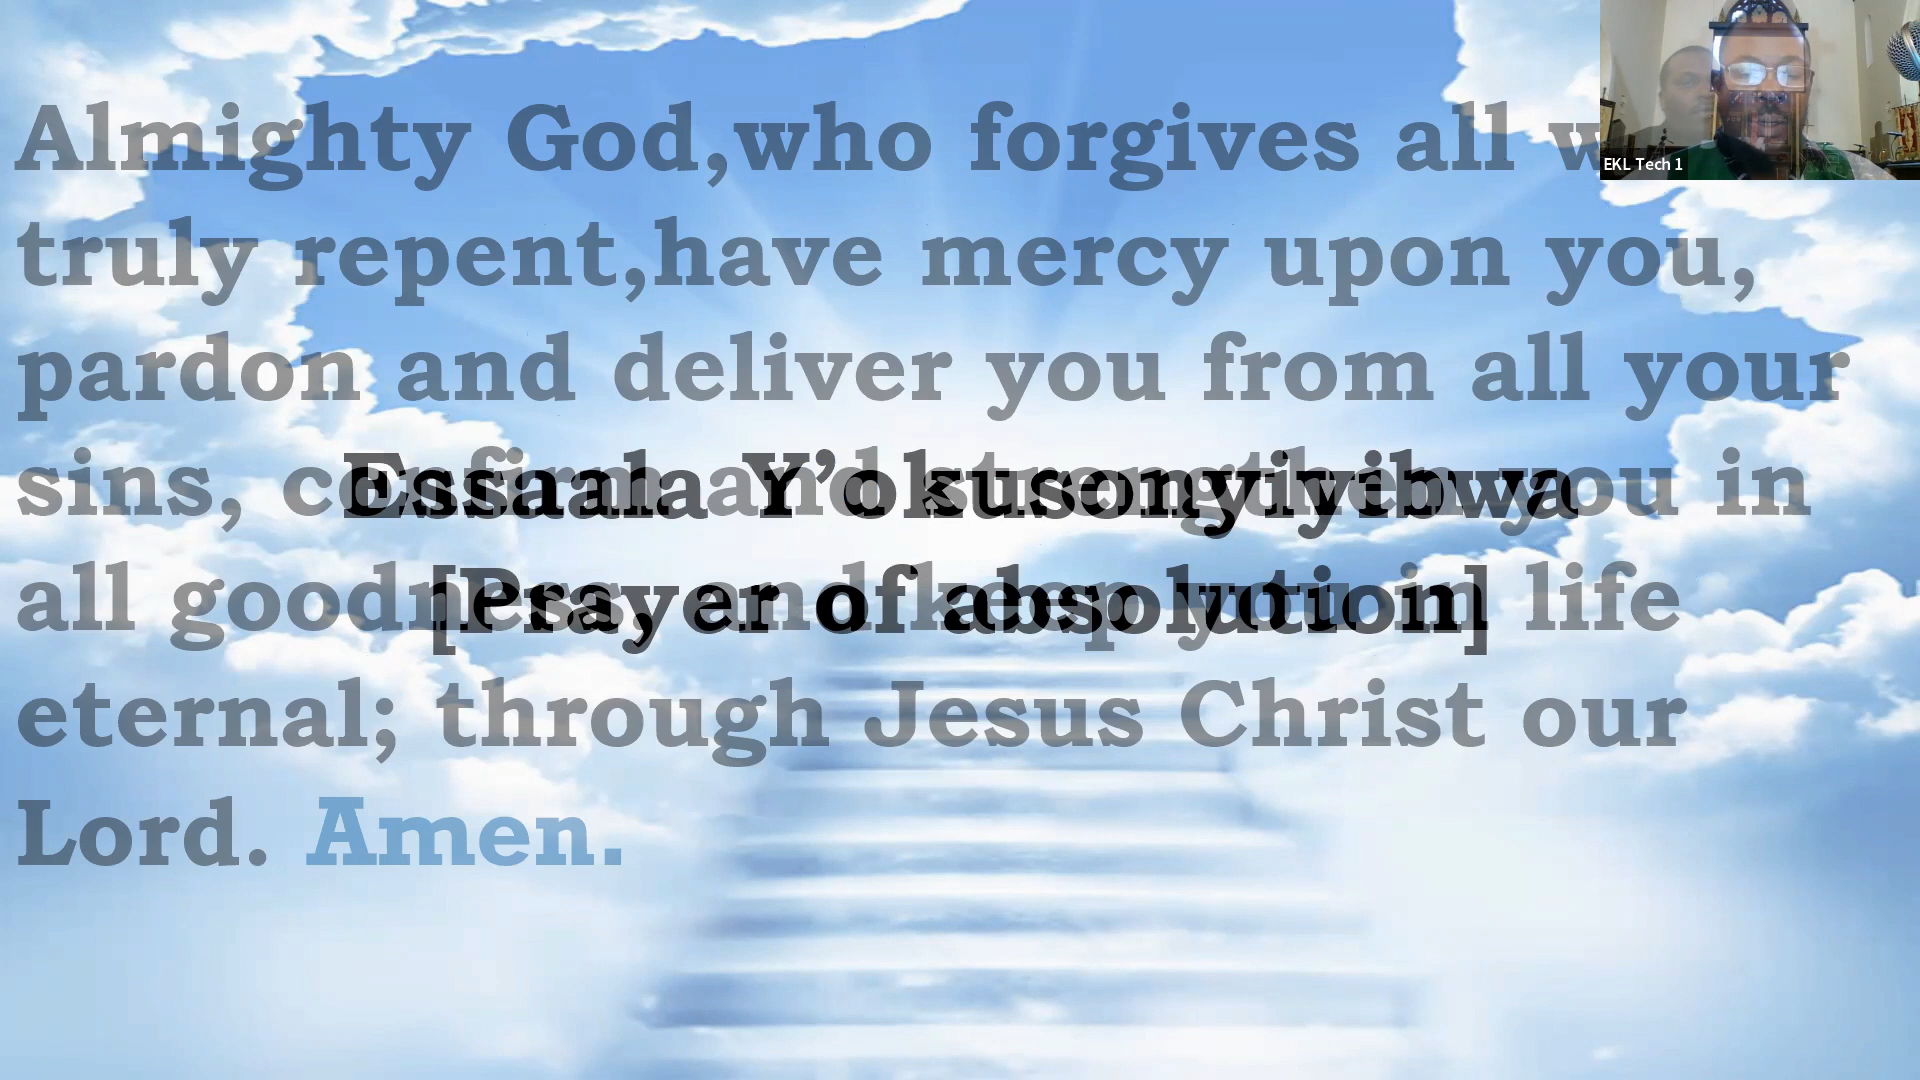 Almighty God,who forgives all
truly repent,have mercy upon you,
pardon and deliver you from all your
sins, confirm and strengthen you in
all goodness, and keep you in life
eternal; through Jesus Christ our
Lord. Amen.
Essaala Y’okusonyiyibwa
[Prayer of absolution]
EKL Tech 1